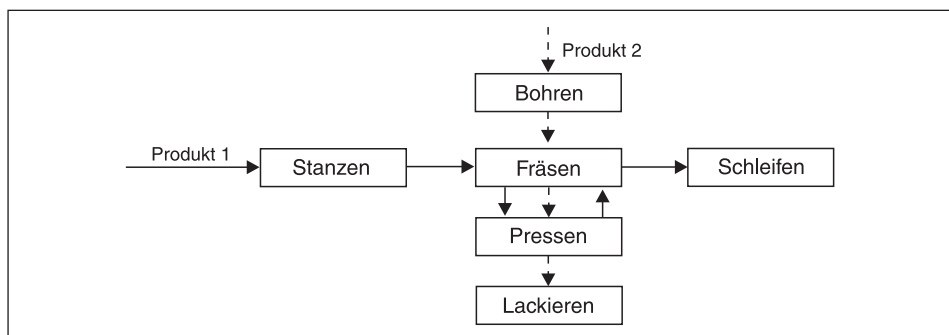 Produkt 2
Bohren
Produkt 1
Stanzen
Fräsen
Schleifen
Pressen
Lackieren